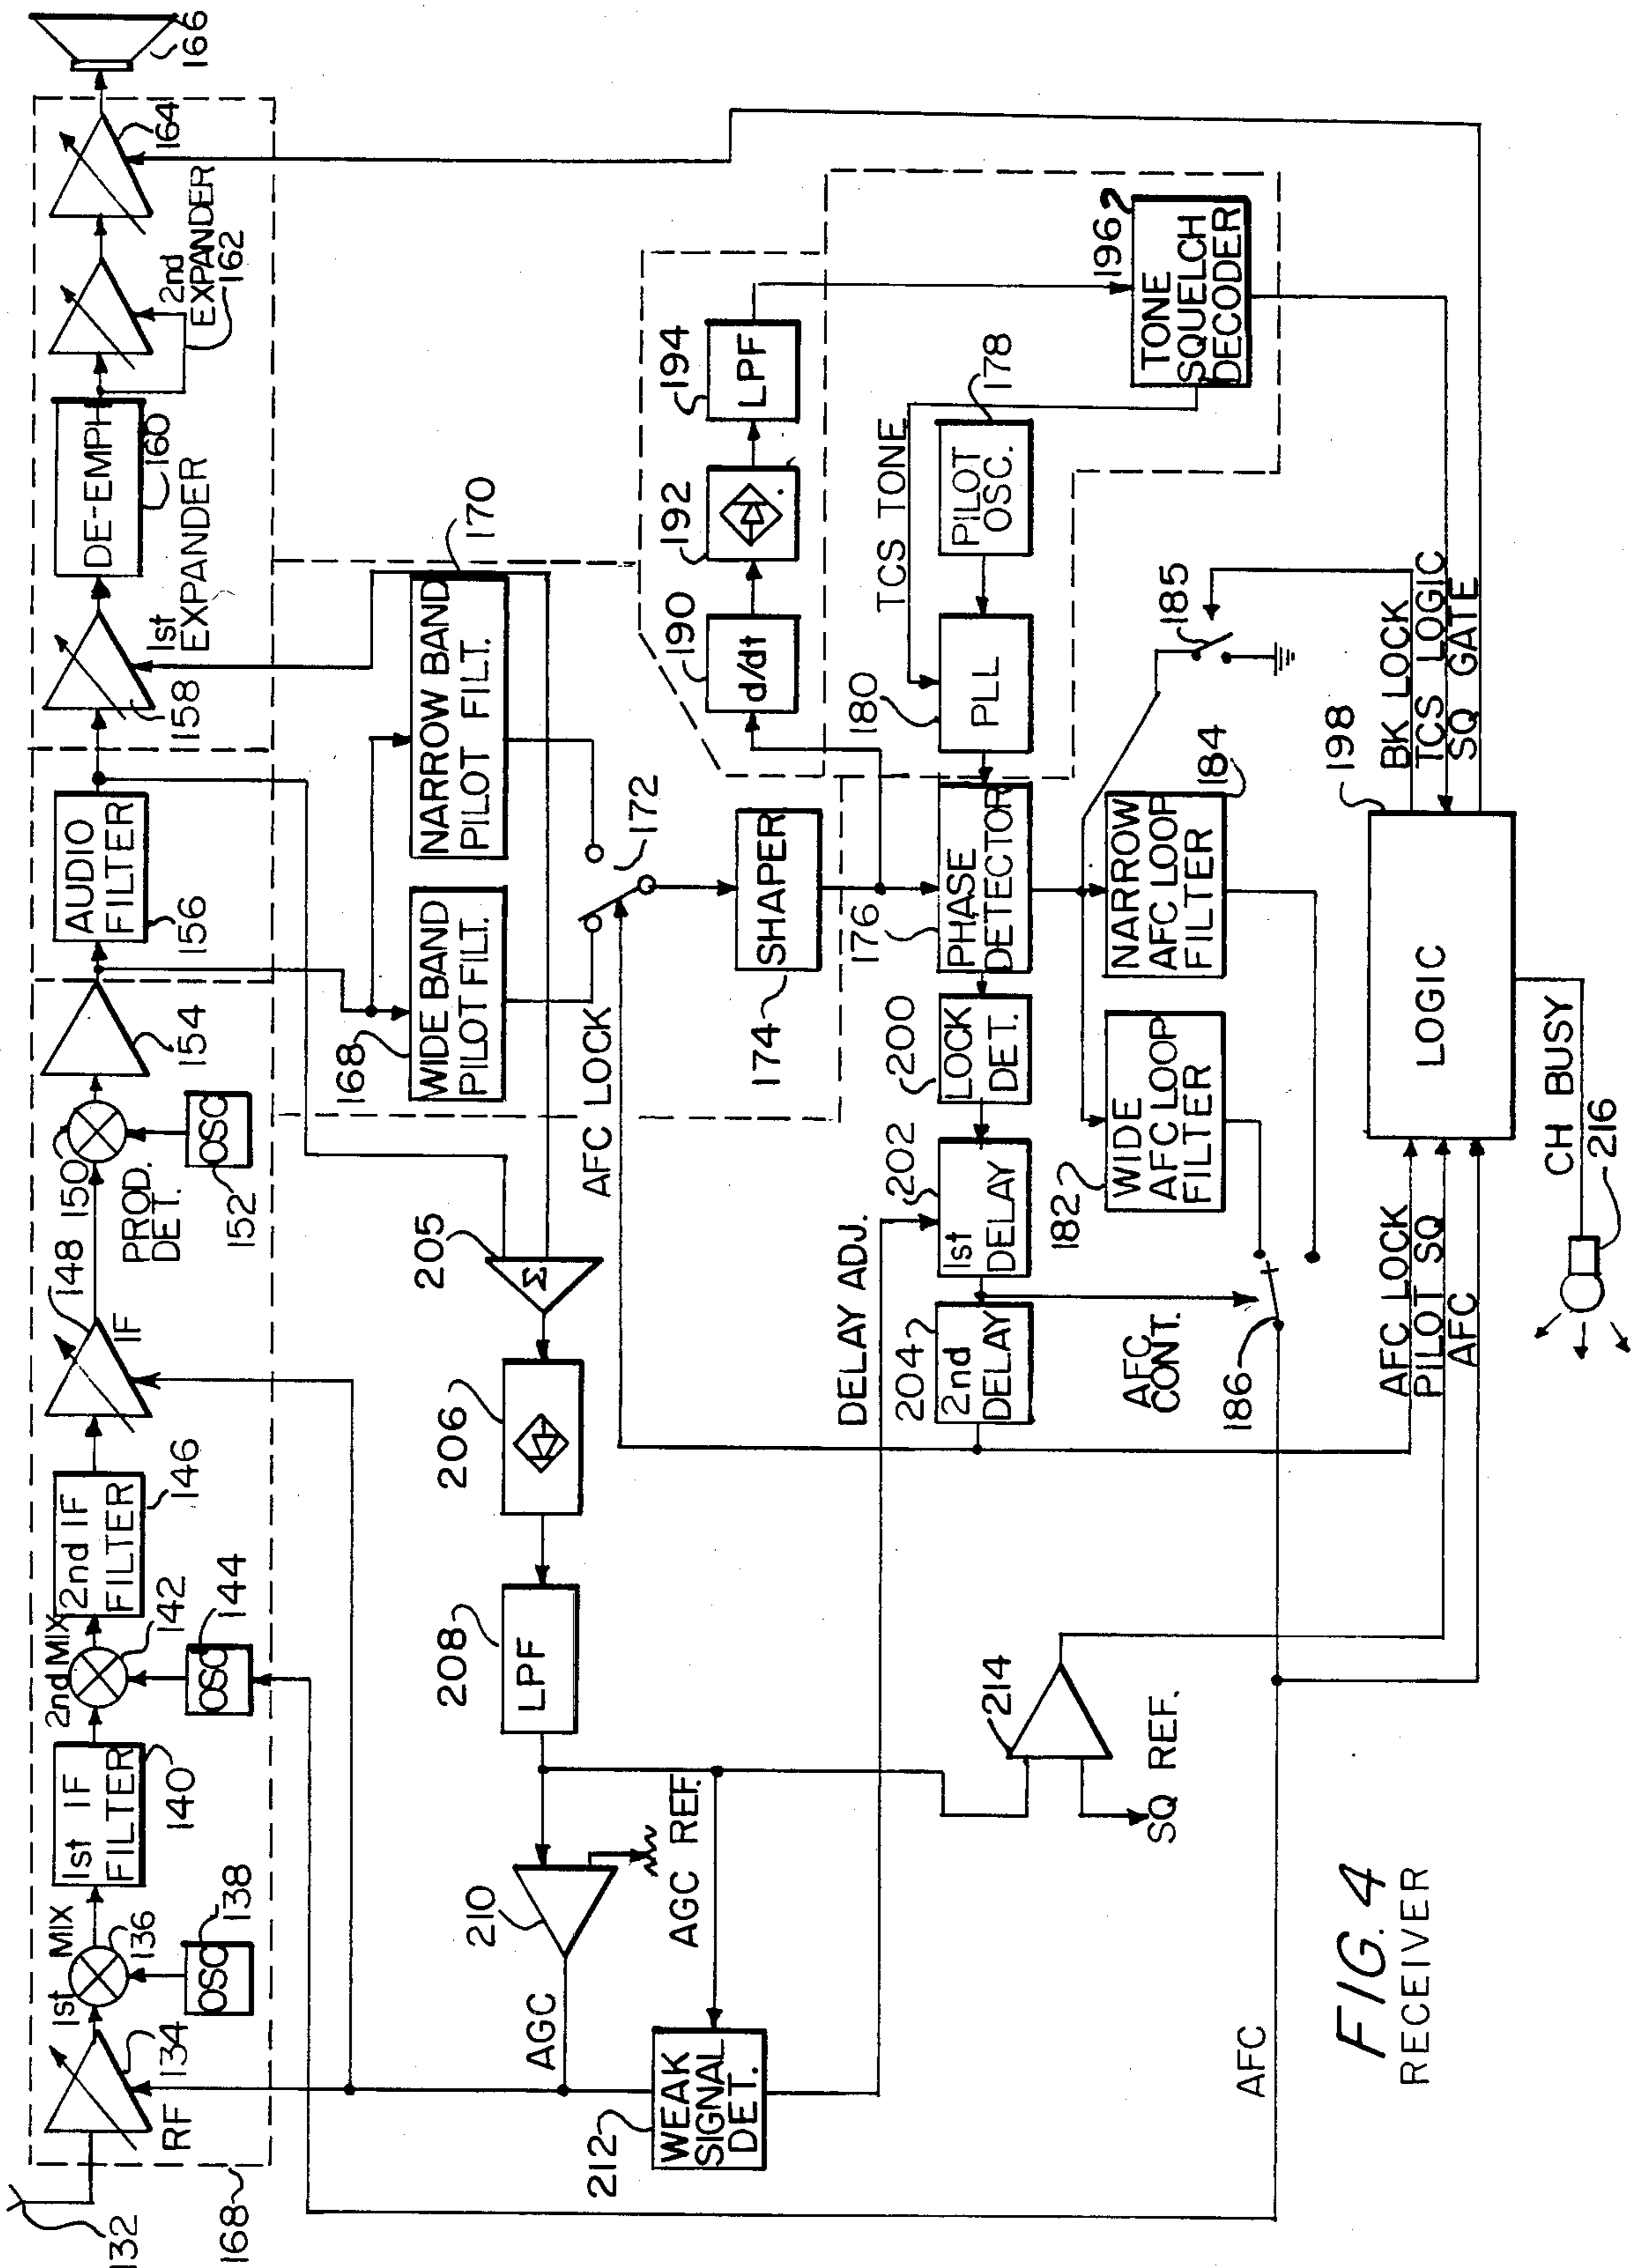 132
168
RF
134
1st MIX
136
OSC
138
1st IF
FILTER
140
2nd MIX
142
OSC
144
2nd IF
FILTER
146
IF
148
150
PROD.
DET.
OSC
152
154
AUDIO
FILTER
156
158
1st
EXPANDER
DE-EMPH
160
2nd
EXPANDER
162
164
166
168
WIDE BAND
PILOT FILT.
NARROW BAND
PILOT FILT.
170
172
AFC LOCK
205
Σ
206
208
LPF
210
AGC
AGC REF.
212
WEAK
SIGNAL
DET.
174
SHAPER
190
d/dt
192
194
LPF
196
2
TONE
SQUELCH
DECODER
TCS TONE
178
PILOT
OSC.
180
PLL
176
PHASE
DETECTOR
200
LOCK
DET.
202
1st
DELAY
204
2nd
DELAY
DELAY ADJ.
182
WIDE
AFC LOOP
FILTER
184
NARROW
AFC LOOP
FILTER
185
AFC
CONT.
186
214
SQ REF.
AFC
AFC LOCK
PILOT SQ
AFC
198
LOGIC
BK LOCK
TCS LOGIC
SQ GATE
CH BUSY
216
FIG. 4
RECEIVER